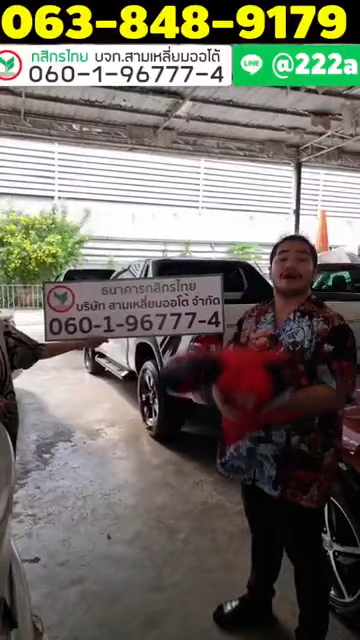 063-848-9179
กสิกรไทย บจก.สามเหลี่ยมออโต้
060-1-96777-4
LINE @222a
ธนาคารกสิกรไทย
บริษัท สามเหลี่ยมออ โต้ จำกัด
060-1-96777-4